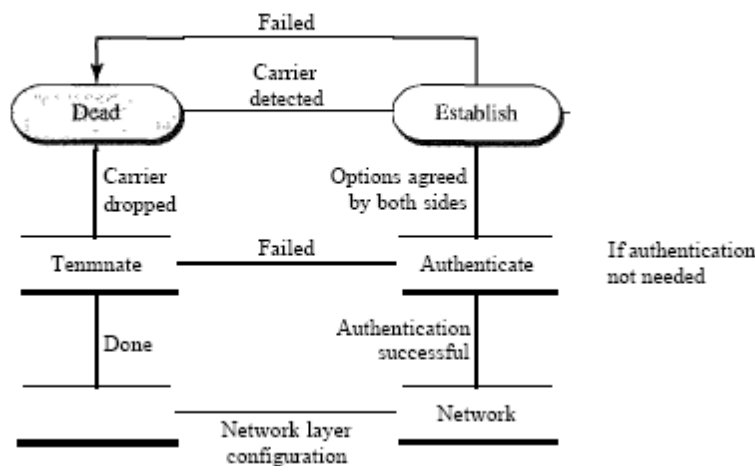 Failed
Carrier
detected
Dead
Establish
Carrier
dropped
Options agreed
by both sides
Tenmnate
Failed
Authenticate
If authentication
not needed
Done
Authentication
successful
Network
Network layer
configuration